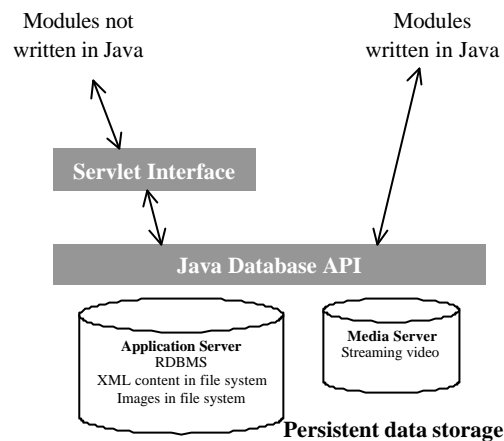 Modules not
written in Java
Modules
written in Java
Servlet Interface
Java Database API
Application Server
RDBMS
XML content in file system
Images in file system
Media Server
Streaming video
Persistent data storage